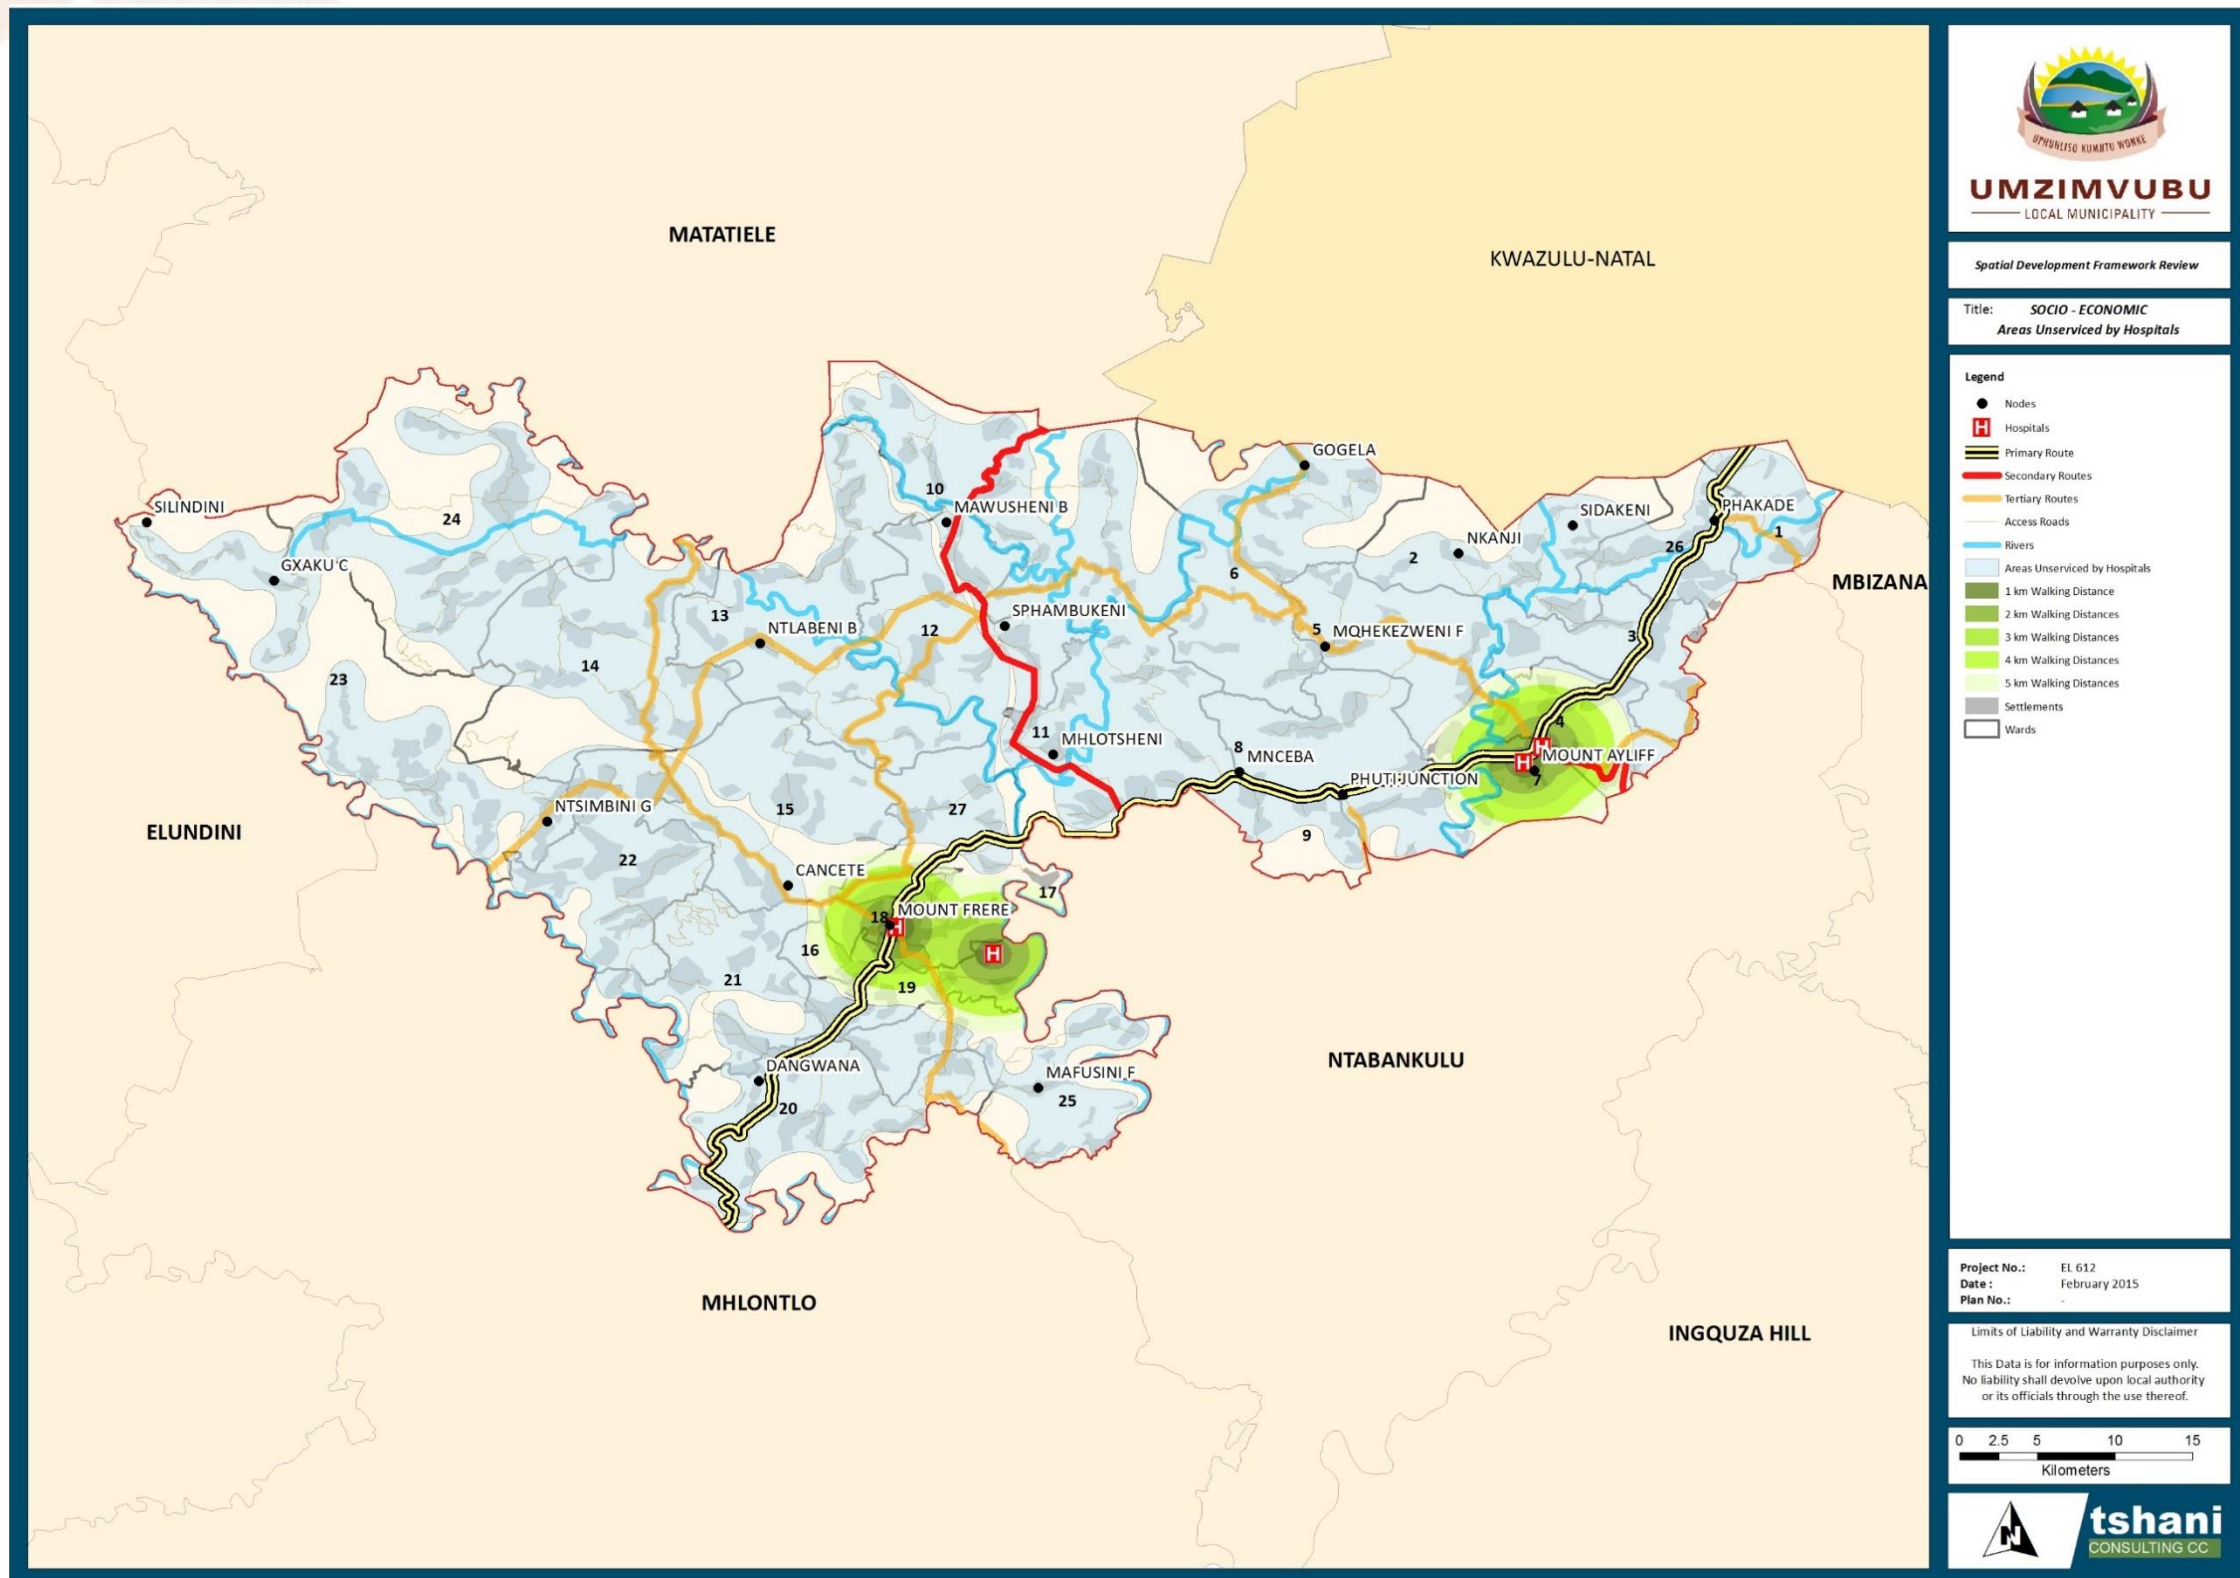 MATATIELE
KWAZULU-NATAL
GOGELA
SILINDINI
10
MAWUSHENI B
SIDAKENI
PHAKADE
24
NKANJI
1
26
2
GXAKU C
6
MBIZANA
13
SPHAMBUKENI
NTLABENI B
12
5
MQHEKEZWENI F
3
14
23
4
11
MHLOTSHENI
8
MNCEBA
MOUNT AYLIFF
7
PHUTI JUNCTION
NTSIMBINI G
15
27
ELUNDINI
9
22
CANCETE
17
18
MOUNT FRERE
16
21
19
H
H
H
H
DANGWANA
MAFUSINI F
NTABANKULU
20
25
MHLONTLO
INGQUZA HILL
UPHUHLISO KUMNTU WONKE
UMZIMVUBU
LOCAL MUNICIPALITY
Spatial Development Framework Review
Title: SOCIO - ECONOMIC
Areas Unserviced by Hospitals
Legend
Nodes
H Hospitals
Primary Route
Secondary Routes
Tertiary Routes
Access Roads
Rivers
Areas Unserviced by Hospitals
1 km Walking Distance
2 km Walking Distances
3 km Walking Distances
4 km Walking Distances
5 km Walking Distances
Settlements
Wards
Project No.: EL 612
Date : February 2015
Plan No.: -
Limits of Liability and Warranty Disclaimer
This Data is for information purposes only.
No liability shall devolve upon local authority
or its officials through the use thereof.
0 2.5 5 10 15
Kilometers
N
tshani
CONSULTING CC